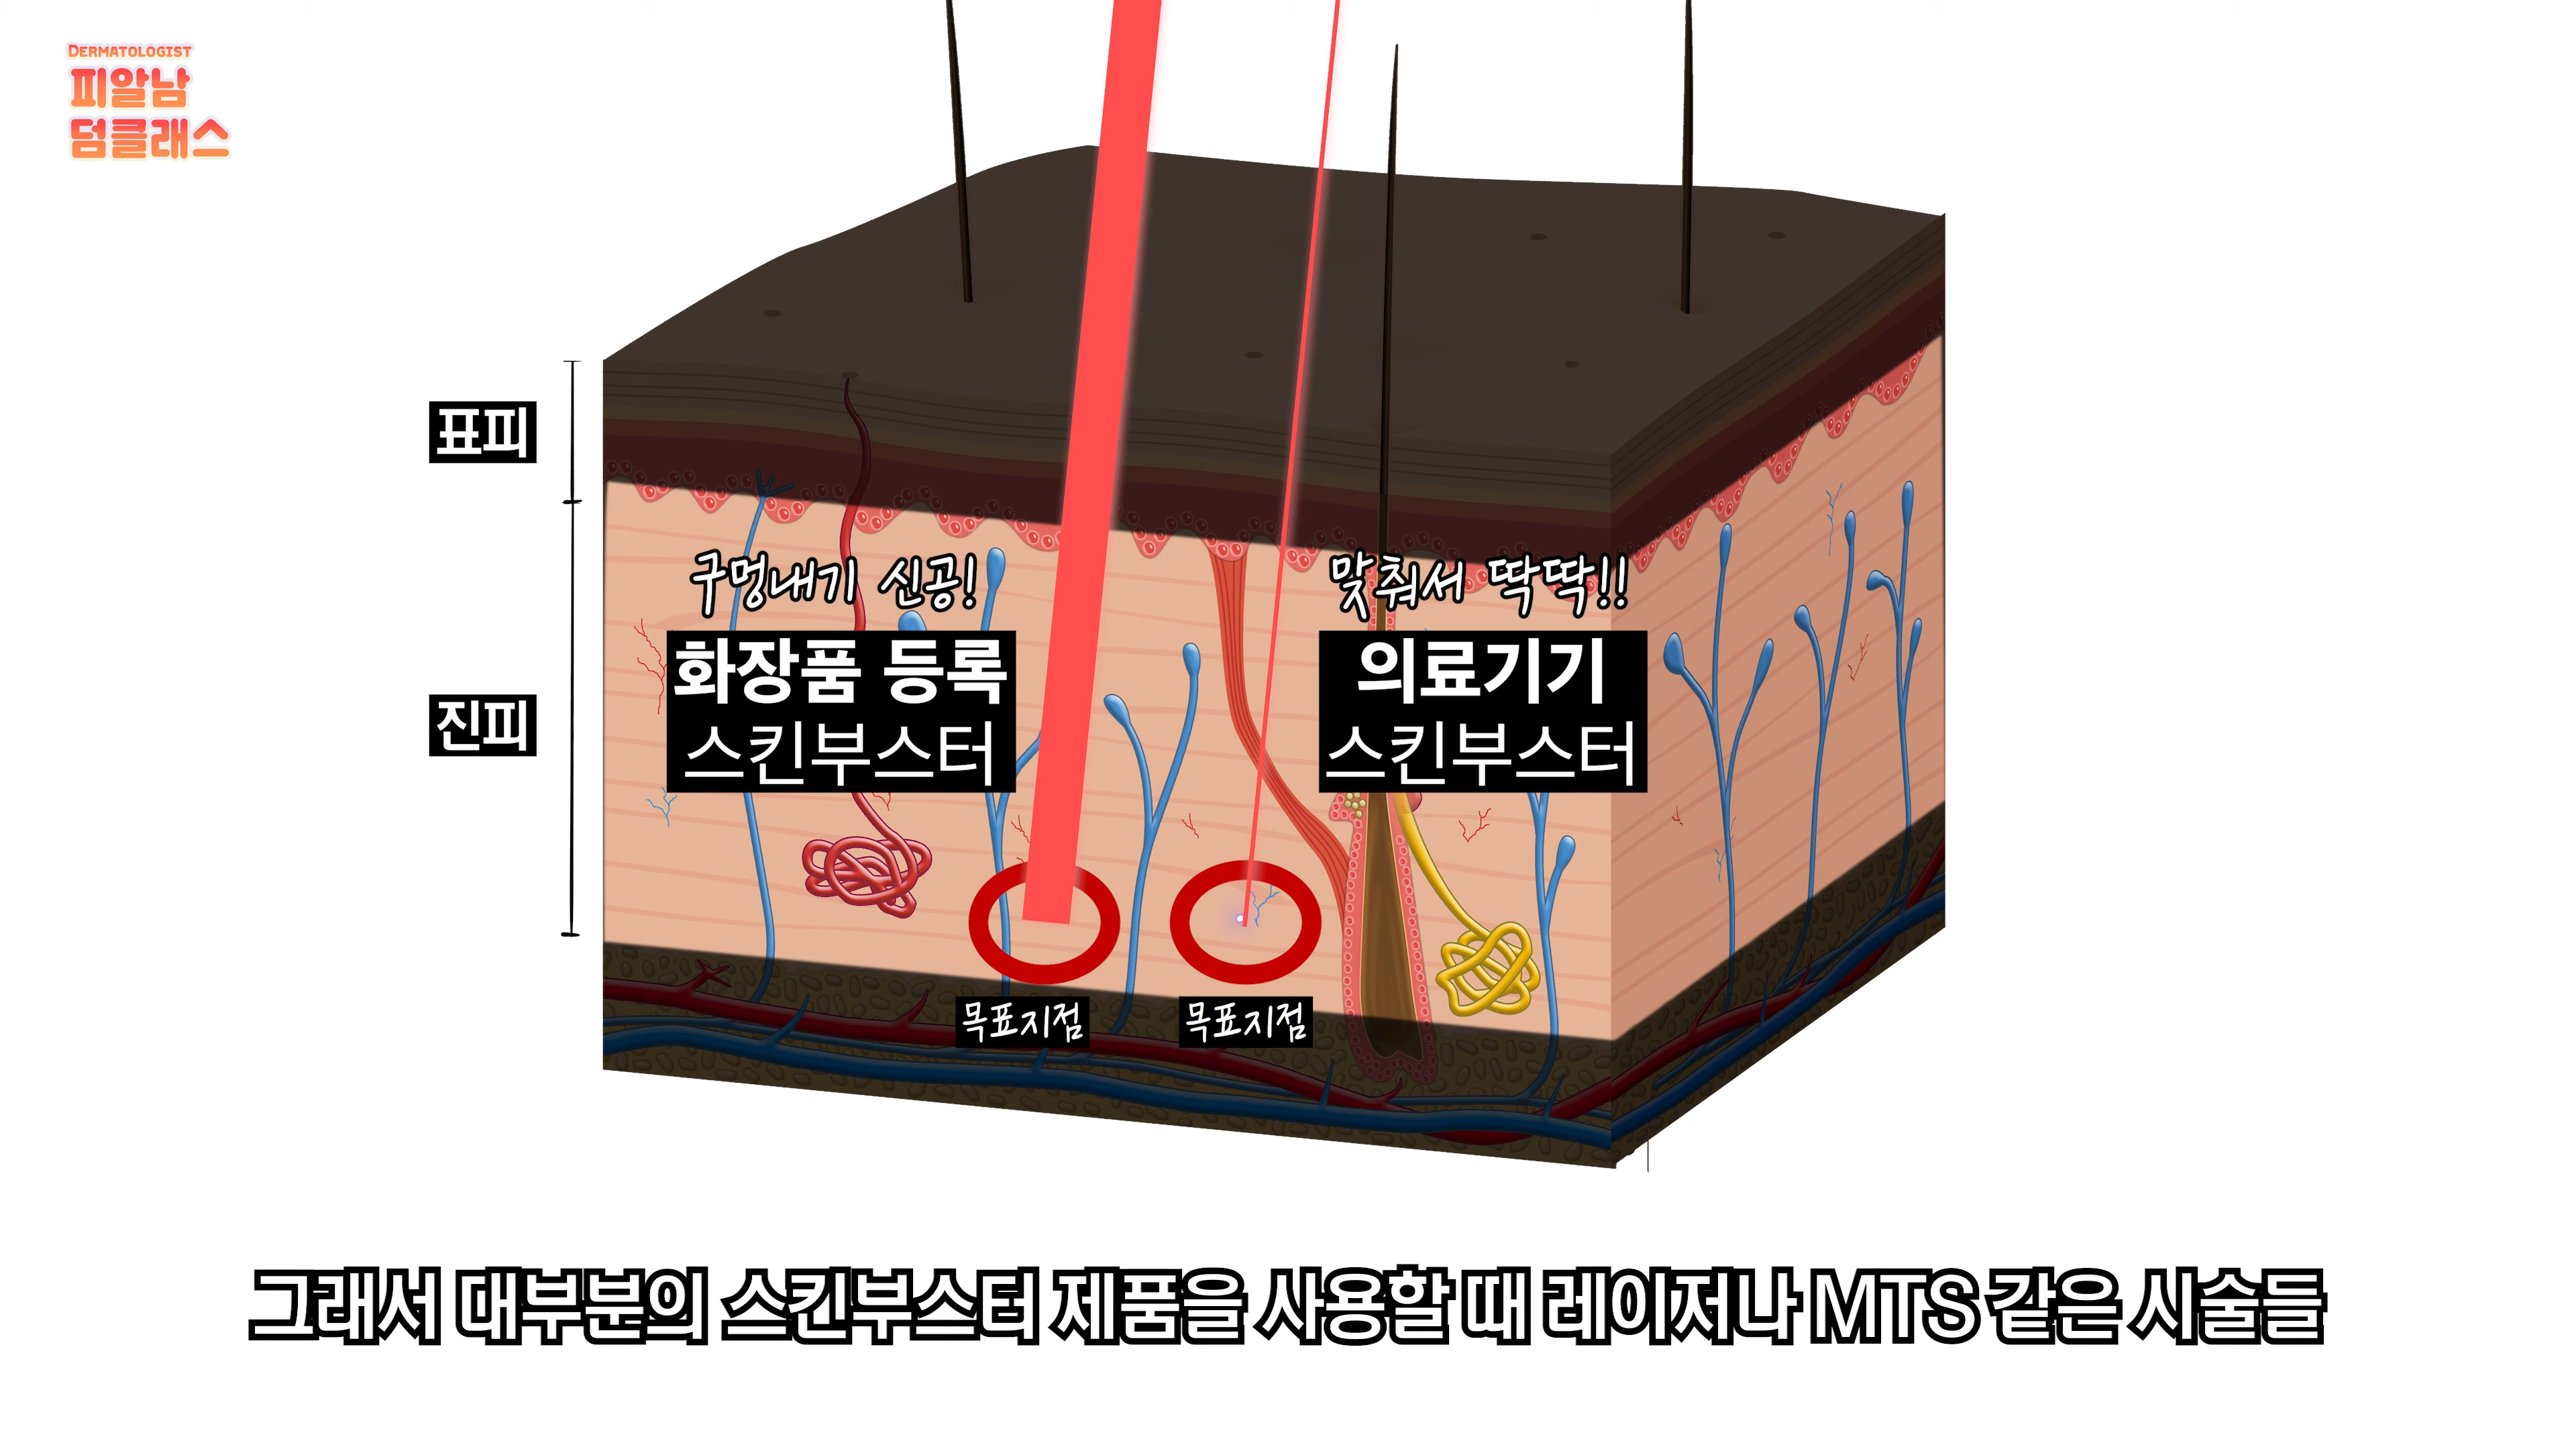 DERMATOLOGIST
피알남
덤클래스
표피
진피
구멍내기 신공!
화장품 등록
스킨부스터
맞춰서 딱딱!!
의료기기
스킨부스터
목표지점
목표지점
그래서 대부분의 스킨부스터 제품을 사용할 때 레이저나 MTS 같은 시술들